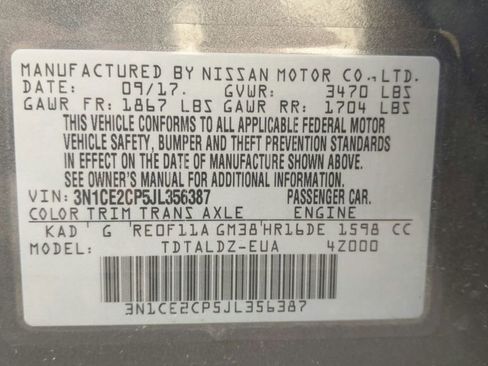 MANUFACTURED BY NISSAN MOTOR CO., LTD.
DATE: 09/17. GVWR: 3470 LBS
GAWR FR: 1867 LBS GAWR RR: 1704 LBS
THIS VEHICLE CONFORMS TO ALL APPLICABLE FEDERAL MOTOR
VEHICLE SAFETY, BUMPER AND THEFT PREVENTION STANDARDS
IN EFFECT ON THE DATE OF MANUFACTURE SHOWN ABOVE.
SEE OWNER'S MANUAL FOR ADDITIONAL INFORMATION.
VIN: 3N1CE2CP5JL356387 PASSENGER CAR.
COLOR TRIM TRANS AXLE ENGINE
KAD G RE0F11A GM38 HR16DE 1598 CC
MODEL: TDTALDZ-EUA 4Z000
3N1CE2CP5JL356387